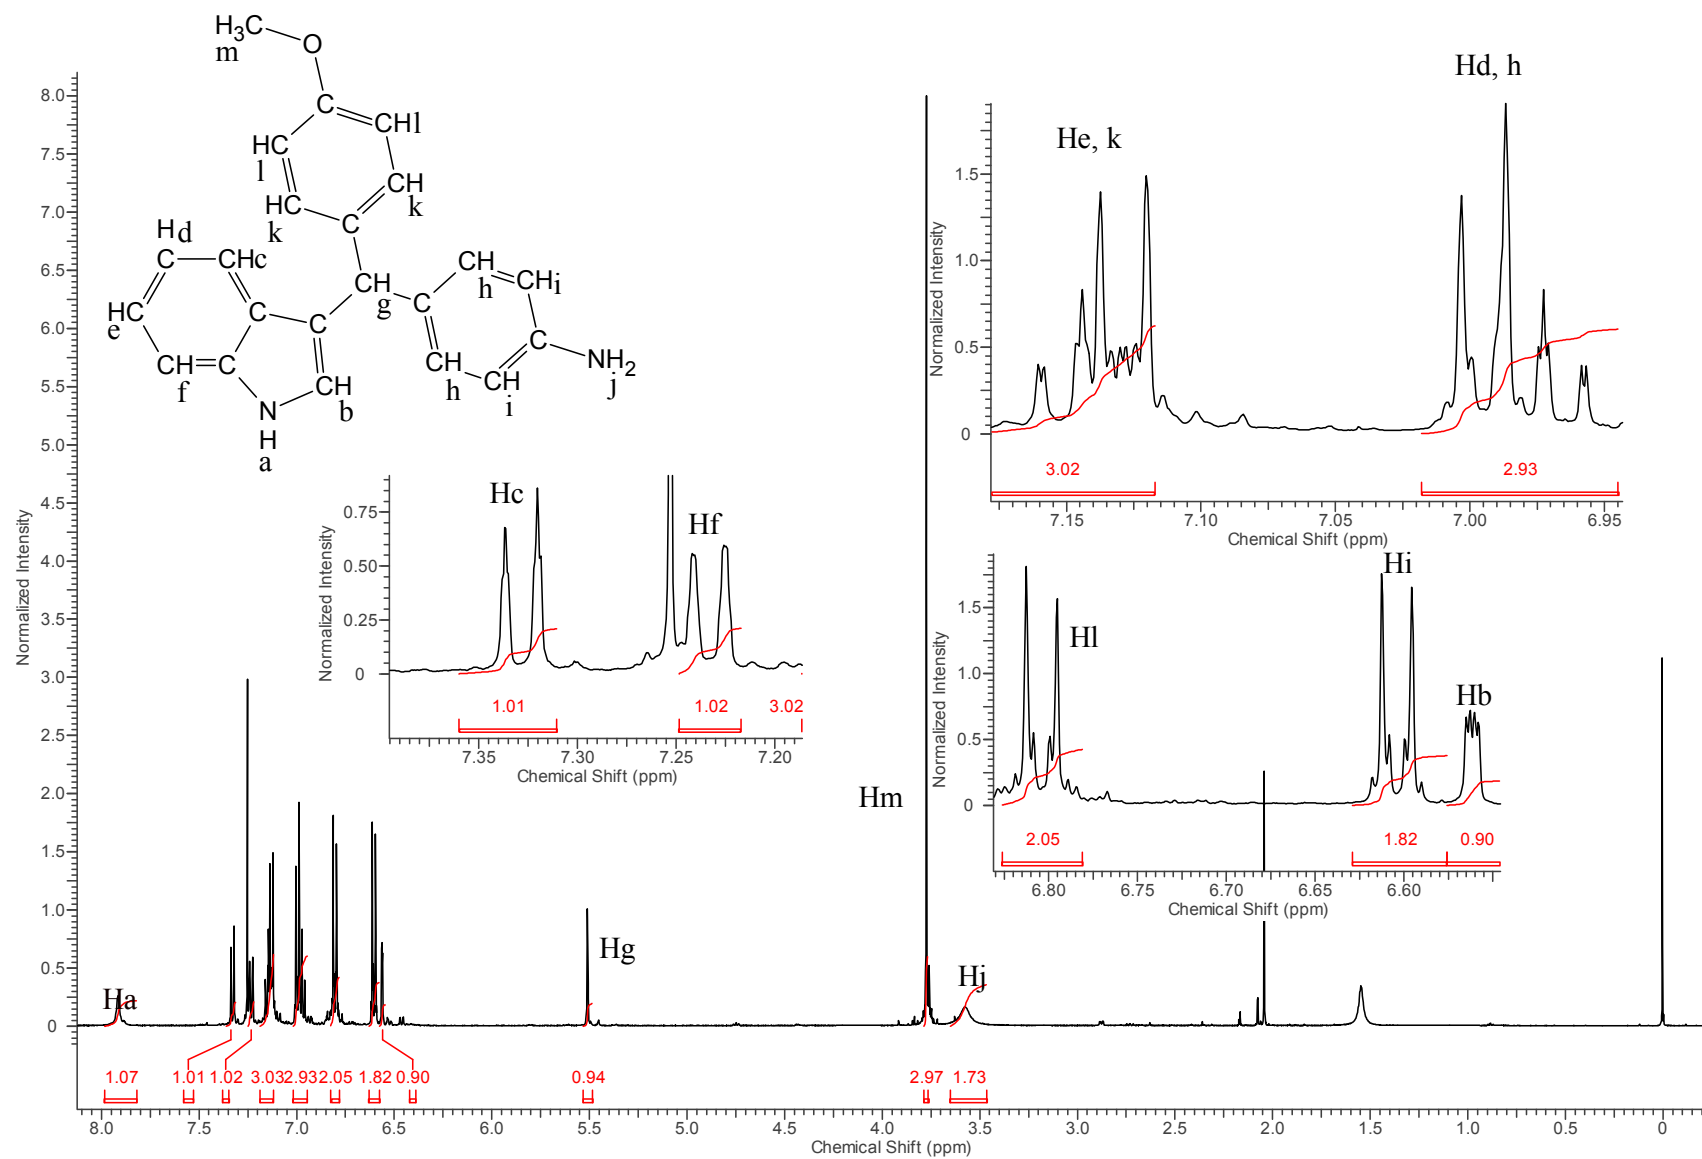 H3C
m
O
C
CHl
HC
l
CH
k
HC
k
C
Hd
C
CHc
HC
e
HC
f
C
C
C
CH
b
N
H
a
CH
g
C
CH
h
CHi
C
NH2
j
CH
h
CH
i
Normalized Intensity
8.0
7.5
7.0
6.5
6.0
5.5
5.0
4.5
4.0
3.5
3.0
2.5
2.0
1.5
1.0
0.5
0
Hc
Hf
Normalized Intensity
0.75
0.50
0.25
0
1.01
1.02
3.02
7.35
7.30
7.25
7.20
Chemical Shift (ppm)
Hd, h
He, k
Normalized Intensity
1.5
1.0
0.5
0
3.02
2.93
7.15
7.10
7.05
7.00
6.95
Chemical Shift (ppm)
Hi
Hl
Hb
Normalized Intensity
1.5
1.0
0.5
0
2.05
1.82
0.90
6.80
6.75
6.70
6.65
6.60
Chemical Shift (ppm)
Hm
Ha
Hg
Hj
1.07
1.01
1.02
3.03
2.93
2.05
1.82
0.90
0.94
2.97
1.73
8.0
7.0
6.0
5.0
4.0
3.0
2.0
1.0
0
7.5
6.5
5.5
4.5
3.5
2.5
1.5
0.5
Chemical Shift (ppm)